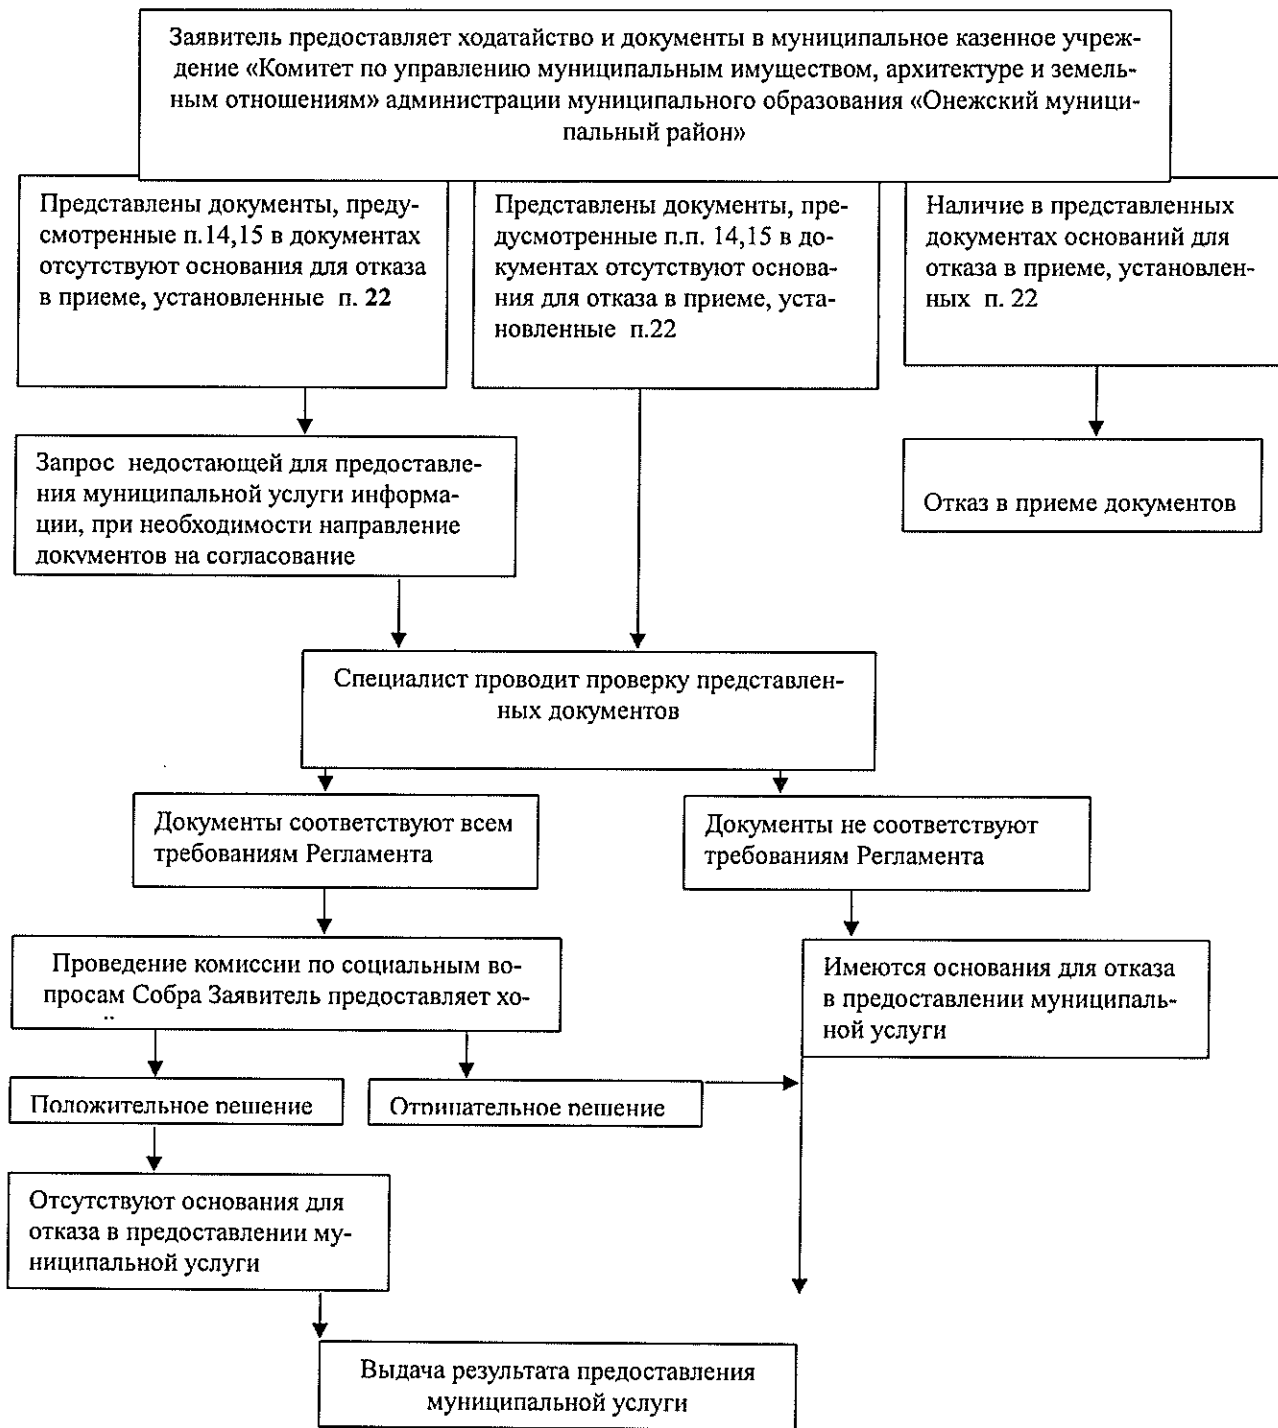 Заявитель предоставляет ходатайство и документы в муниципальное казенное учреж-
дение «Комитет по управлению муниципальным имуществом, архитектуре и земель-
ным отношениям» администрации муниципального образования «Онежский муници-
пальный район»
Представлены документы, преду-
смотренные п.14,15 в документах
отсутствуют основания для отказа
в приеме, установленные п. 22
Представлены документы, пре-
дусмотренные п.п. 14,15 в до-
кументах отсутствуют основа-
ния для отказа в приеме, уста-
новленные п.22
Наличие в представленных
документах оснований для
отказа в приеме, установлен-
ных п. 22
Запрос недостающей для предоставле-
ния муниципальной услуги информа-
ции, при необходимости направление
документов на согласование
Отказ в приеме документов
Специалист проводит проверку представлен-
ных документов
Документы соответствуют всем
требованиям Регламента
Документы не соответствуют
требованиям Регламента
Проведение комиссии по социальным во-
просам Собра Заявитель предоставляет хо-
Имеются основания для отказа
в предоставлении муниципаль-
ной услуги
Положительное решение
Отрицательное решение
Отсутствуют основания для
отказа в предоставлении му-
ниципальной услуги
Выдача результата предоставления
муниципальной услуги